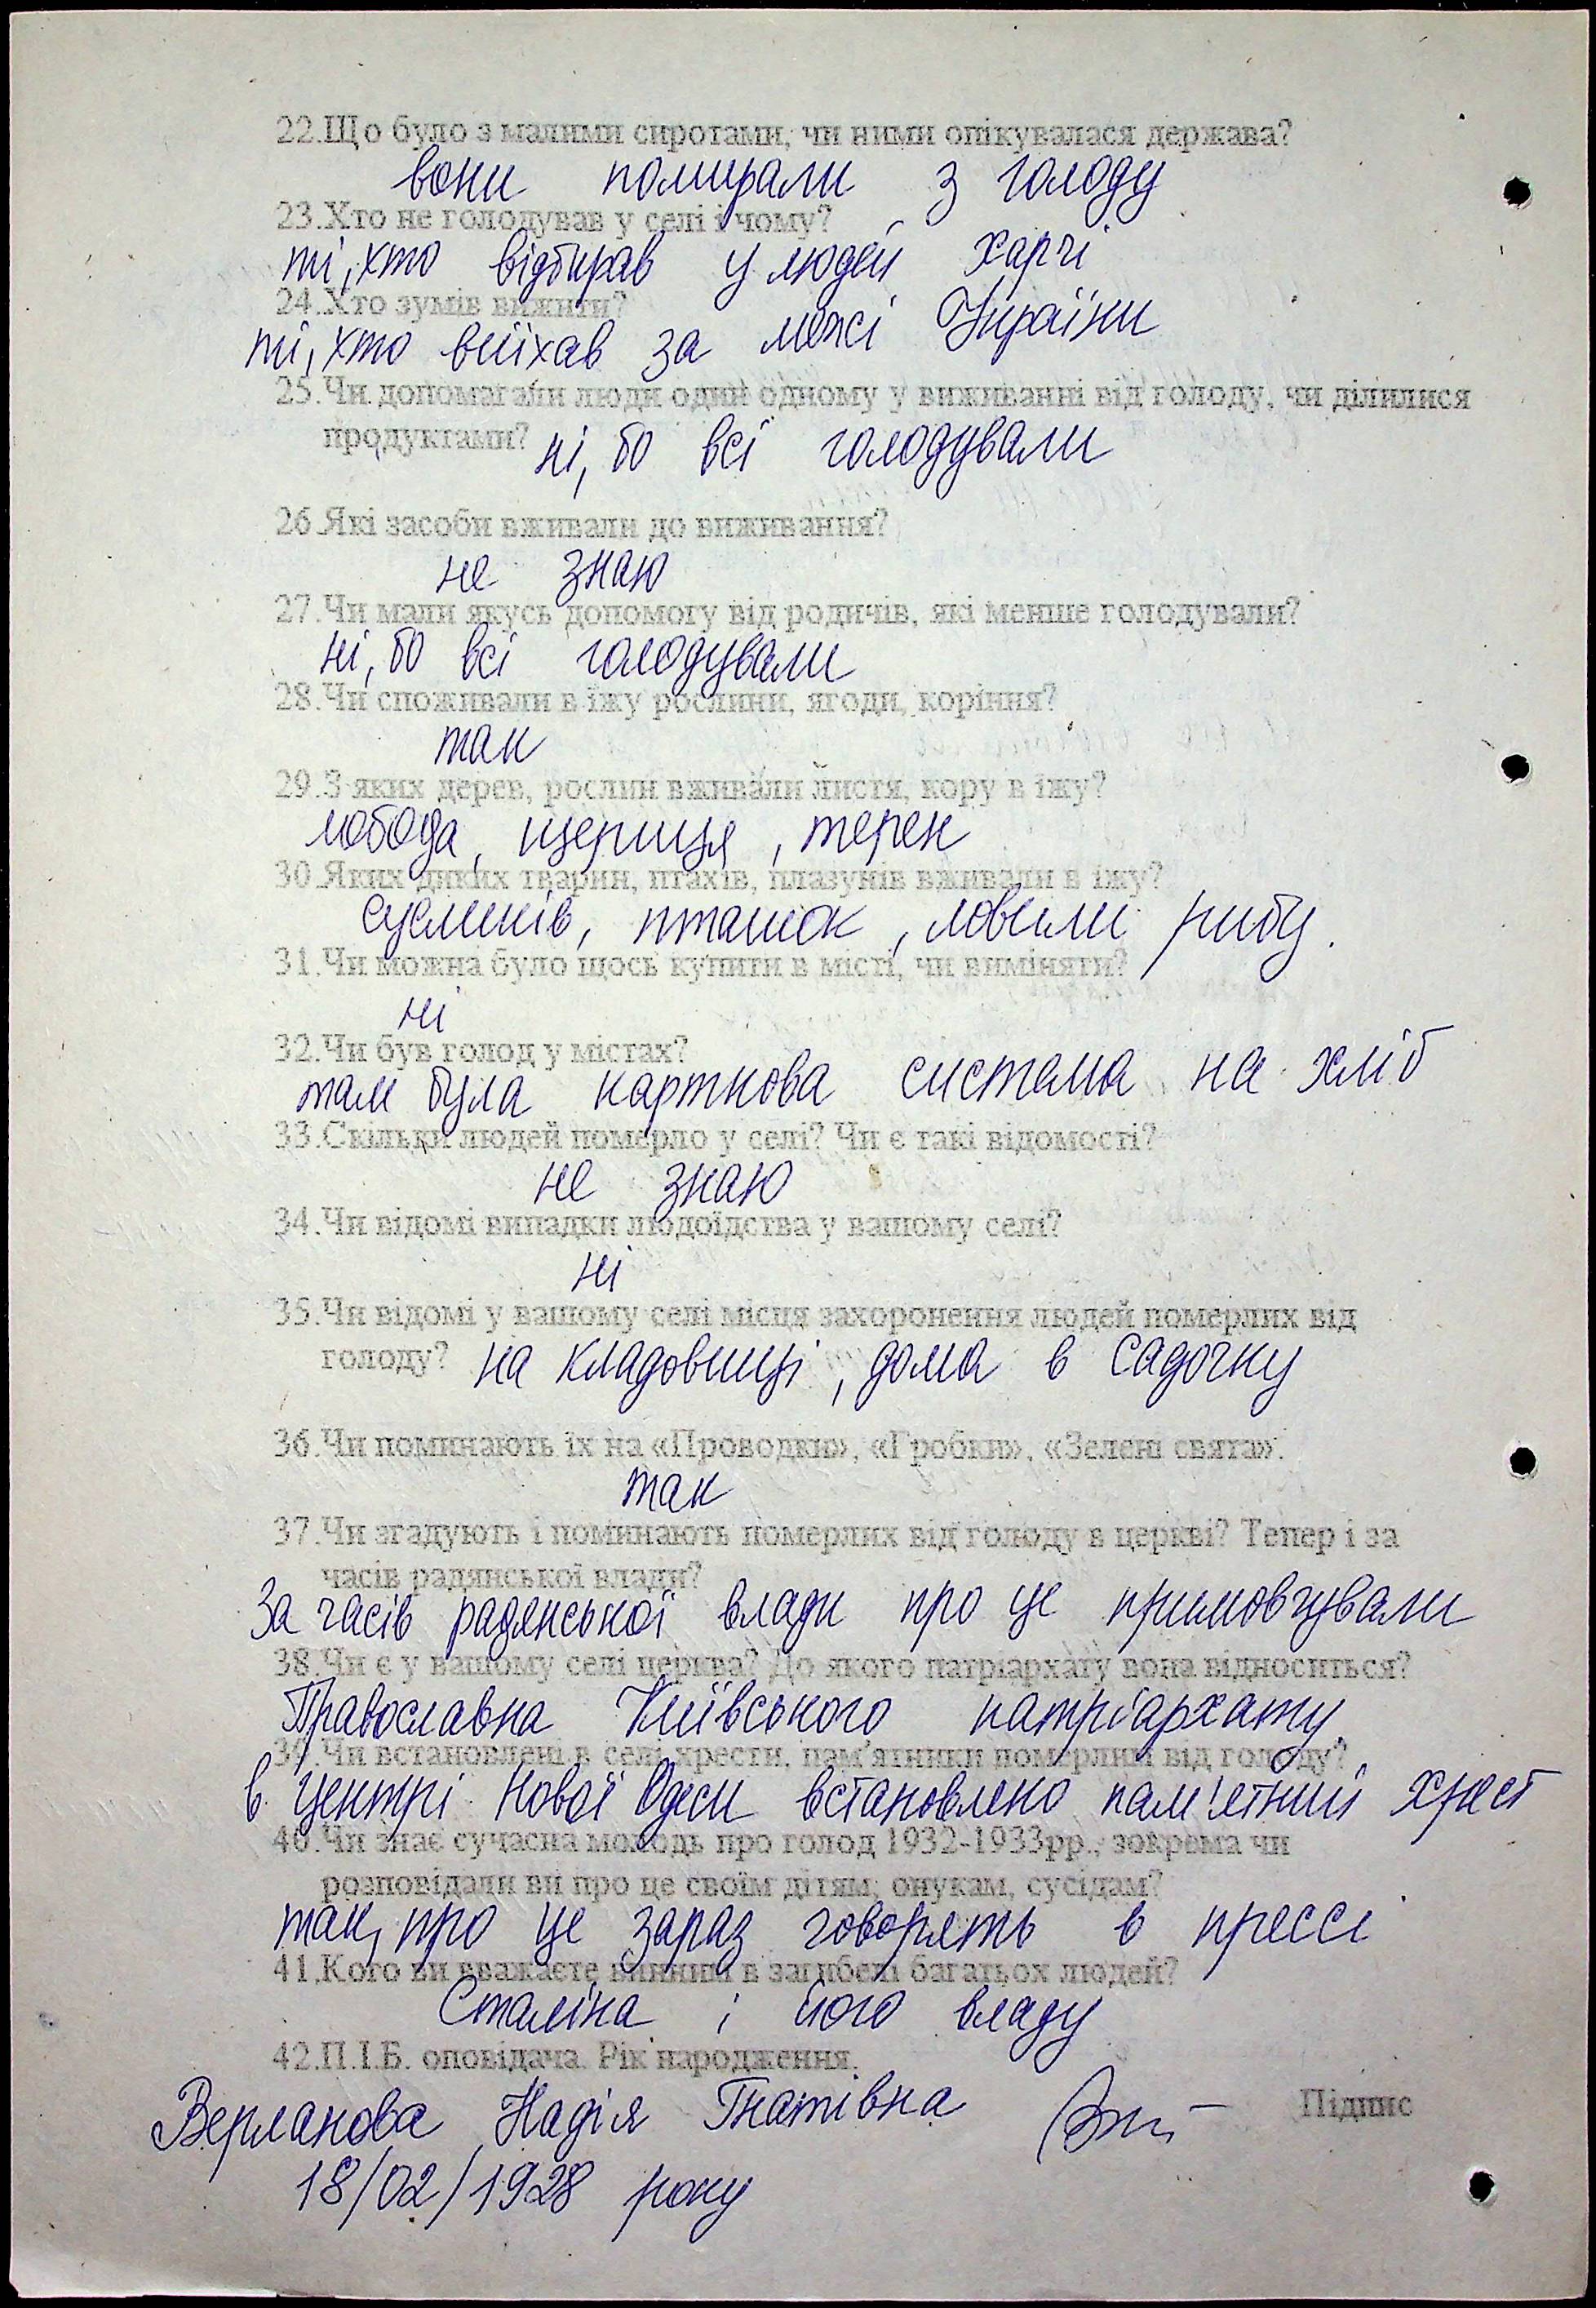 22.Що було з малими сиротами, чи ними опікувалася держава?
вони помирали з голоду
23.Хто не голодував у селі і чому?
ті, хто відбирав у людей харчі
24.Хто зумів вижити?
ті, хто виїхав за межі України
25.Чи допомагали люди один одному у виживанні від голоду, чи ділилися
продуктами? ні, бо всі голодували
26.Які засоби вживали до виживання?
не знаю
27.Чи мали якусь допомогу від родичів, які менше голодували?
ні, бо всі голодували
28.Чи споживали в їжу рослини, ягоди, коріння?
так
29.З яких дерев, рослин вживали листя, кору в їжу?
лобода, щериця, терен
30.Яких диких тварин, птахів, плазунів вживали в їжу?
сусликів, пташок, ловили рибу.
31.Чи можна було щось купити в місті, чи виміняти?
ні
32.Чи був голод у містах?
там була карткова система на хліб
33.Скільки людей померло у селі? Чи є такі відомості?
не знаю
34.Чи відомі випадки людоїдства у вашому селі?
ні
35.Чи відомі у вашому селі місця захоронення людей померлих від
голоду? на кладовищі, дома в садочку
36.Чи поминають їх на «Проводки», «Гробки», «Зелені свята».
так
37.Чи згадують і поминають померлих від голоду в церкві? Тепер і за
часів радянської влади?
За часів радянської влади про це примовчували
38.Чи є у вашому селі церква? До якого патріархату вона відноситься?
Православна Київського патріархату
39.Чи встановлені в селі хрести, пам'ятники померлим від голоду?
в центрі Нової Одеси встановлено пам'ятний хрест
40.Чи знає сучасна молодь про голод 1932-1933рр., зокрема чи
розповідали ви про це своїм дітям, онукам, сусідам?
так, про це зараз говорять в прессі
41.Кого ви вважаєте винним в загибелі багатьох людей?
Сталіна і його владу
42.П.І.Б. оповідача. Рік народження.
Верланова Надія Гнатівна Підпис
18/02/1928 року